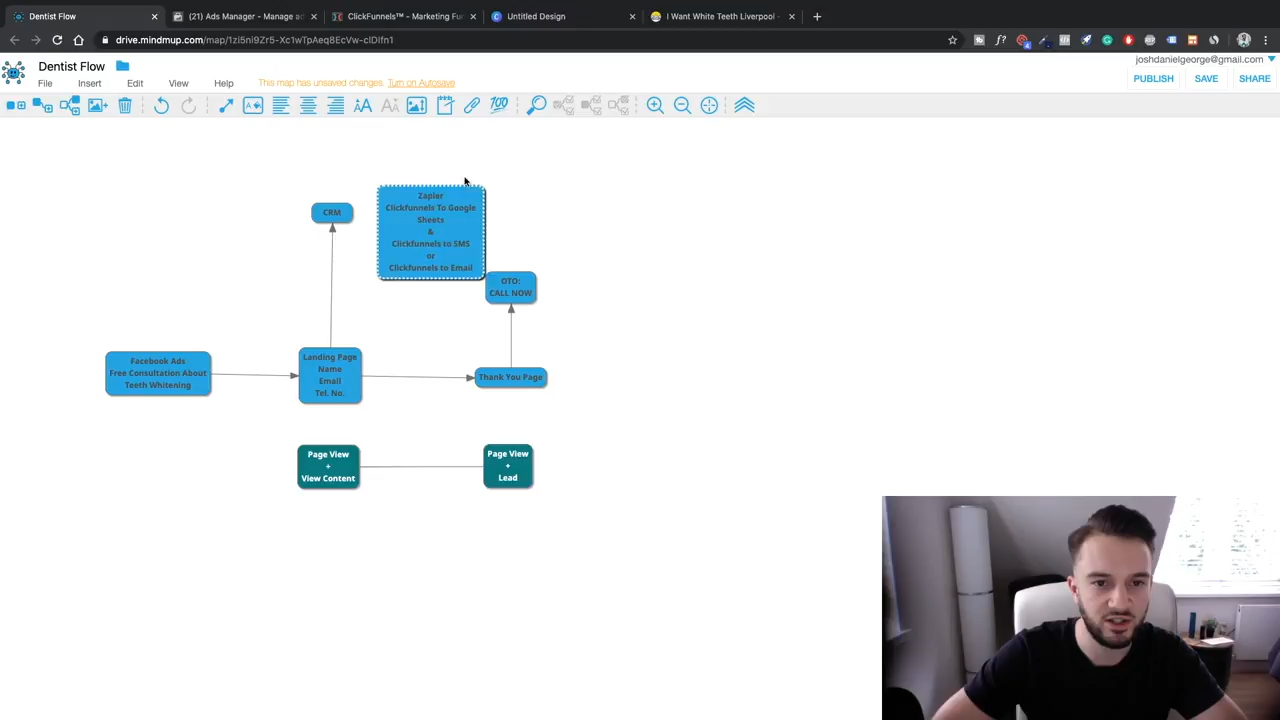 Dentist Flow
(21) Ads Manager - Manage ad
ClickFunnels™ - Marketing Fu
Untitled Design
I Want White Teeth Liverpool -
drive.mindmup.com/map/1zI5ni9Zr5-Xc1wTpAeq8EcVw-clDIfn1
Dentist Flow
joshdanielgeorge@gmail.com
File
Insert
Edit
View
Help
This map has unsaved changes. Turn on Autosave
PUBLISH
SAVE
SHARE
Zapier
Clickfunnels To Google
Sheets
&
Clickfunnels to SMS
or
Clickfunnels to Email
CRM
OTO:
CALL NOW
Facebook Ads
Free Consultation About
Teeth Whitening
Landing Page
Name
Email
Tel. No.
Thank You Page
Page View
+
View Content
Page View
+
Lead